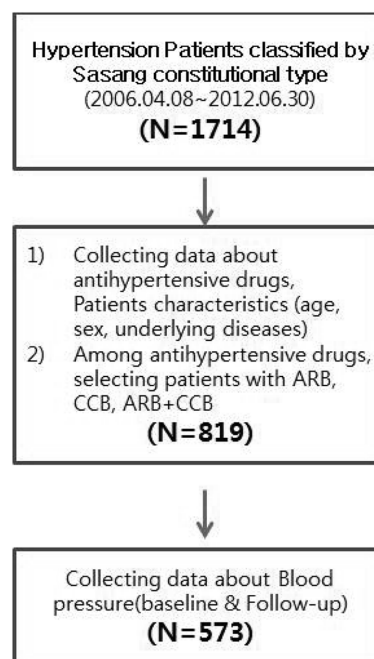 Hypertension Patients classified by
Sasang constitutional type
(2006.04.08~2012.06.30)
(N=1714)
1) Collecting data about
antihypertensive drugs,
Patients characteristics (age,
sex, underlying diseases)
2) Among antihypertensive drugs,
selecting patients with ARB,
CCB, ARB+CCB
(N=819)
Collecting data about Blood
pressure(baseline & Follow-up)
(N=573)